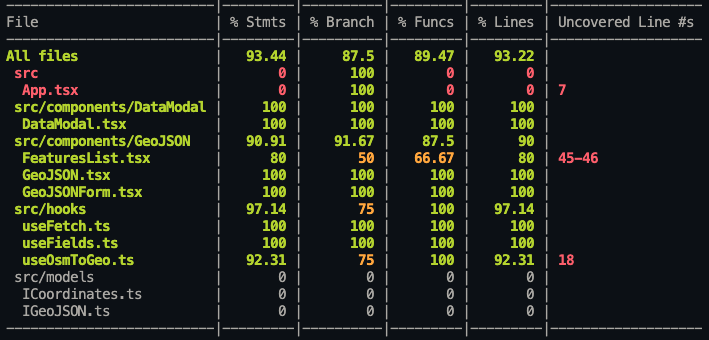 File | % Stmts | % Branch | % Funcs | % Lines | Uncovered Line #s
All files | 93.44 | 87.5 | 89.47 | 93.22 |
src | 0 | 100 | 0 | 0 |
App.tsx | 0 | 100 | 0 | 0 | 7
src/components/DataModal | 100 | 100 | 100 | 100 |
DataModal.tsx | 100 | 100 | 100 | 100 |
src/components/GeoJSON | 90.91 | 91.67 | 87.5 | 90 |
FeaturesList.tsx | 80 | 50 | 66.67 | 80 | 45-46
GeoJSON.tsx | 100 | 100 | 100 | 100 |
GeoJSONForm.tsx | 100 | 100 | 100 | 100 |
src/hooks | 97.14 | 75 | 100 | 97.14 |
useFetch.ts | 100 | 100 | 100 | 100 |
useFields.ts | 100 | 100 | 100 | 100 |
useOsmToGeo.ts | 92.31 | 75 | 100 | 92.31 | 18
src/models | 0 | 0 | 0 | 0 |
ICoordinates.ts | 0 | 0 | 0 | 0 |
IGeoJSON.ts | 0 | 0 | 0 | 0 |